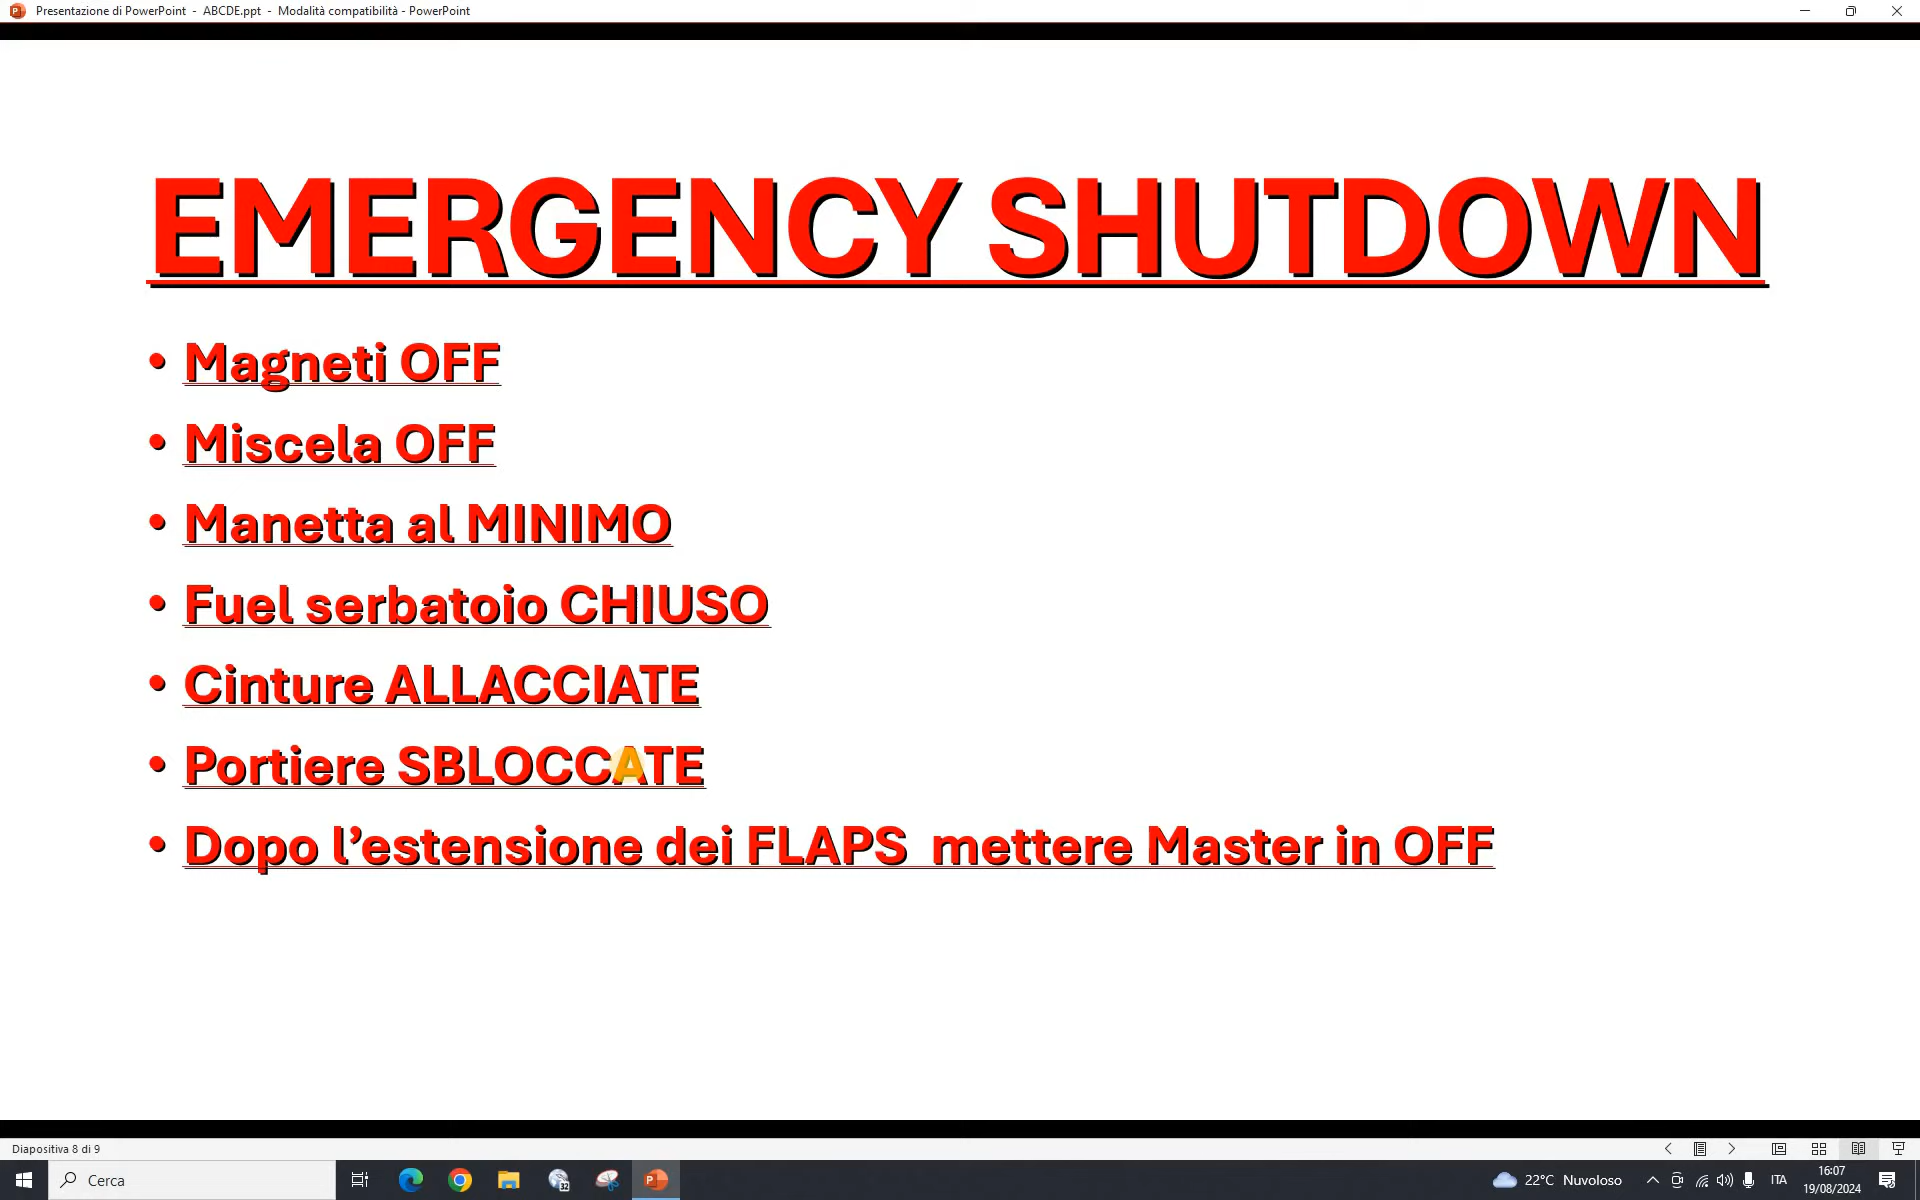 Presentazione di PowerPoint - ABCDE.ppt - Modalità compatibilità - PowerPoint
EMERGENCY SHUTDOWN
• Magneti OFF
• Miscela OFF
• Manetta al MINIMO
• Fuel serbatoio CHIUSO
• Cinture ALLACCIATE
• Portiere SBLOCCATE
• Dopo l’estensione dei FLAPS  mettere Master in OFF
Diapositiva 8 di 9
Cerca
32
22°C Nuvoloso
ITA
16:07
19/08/2024